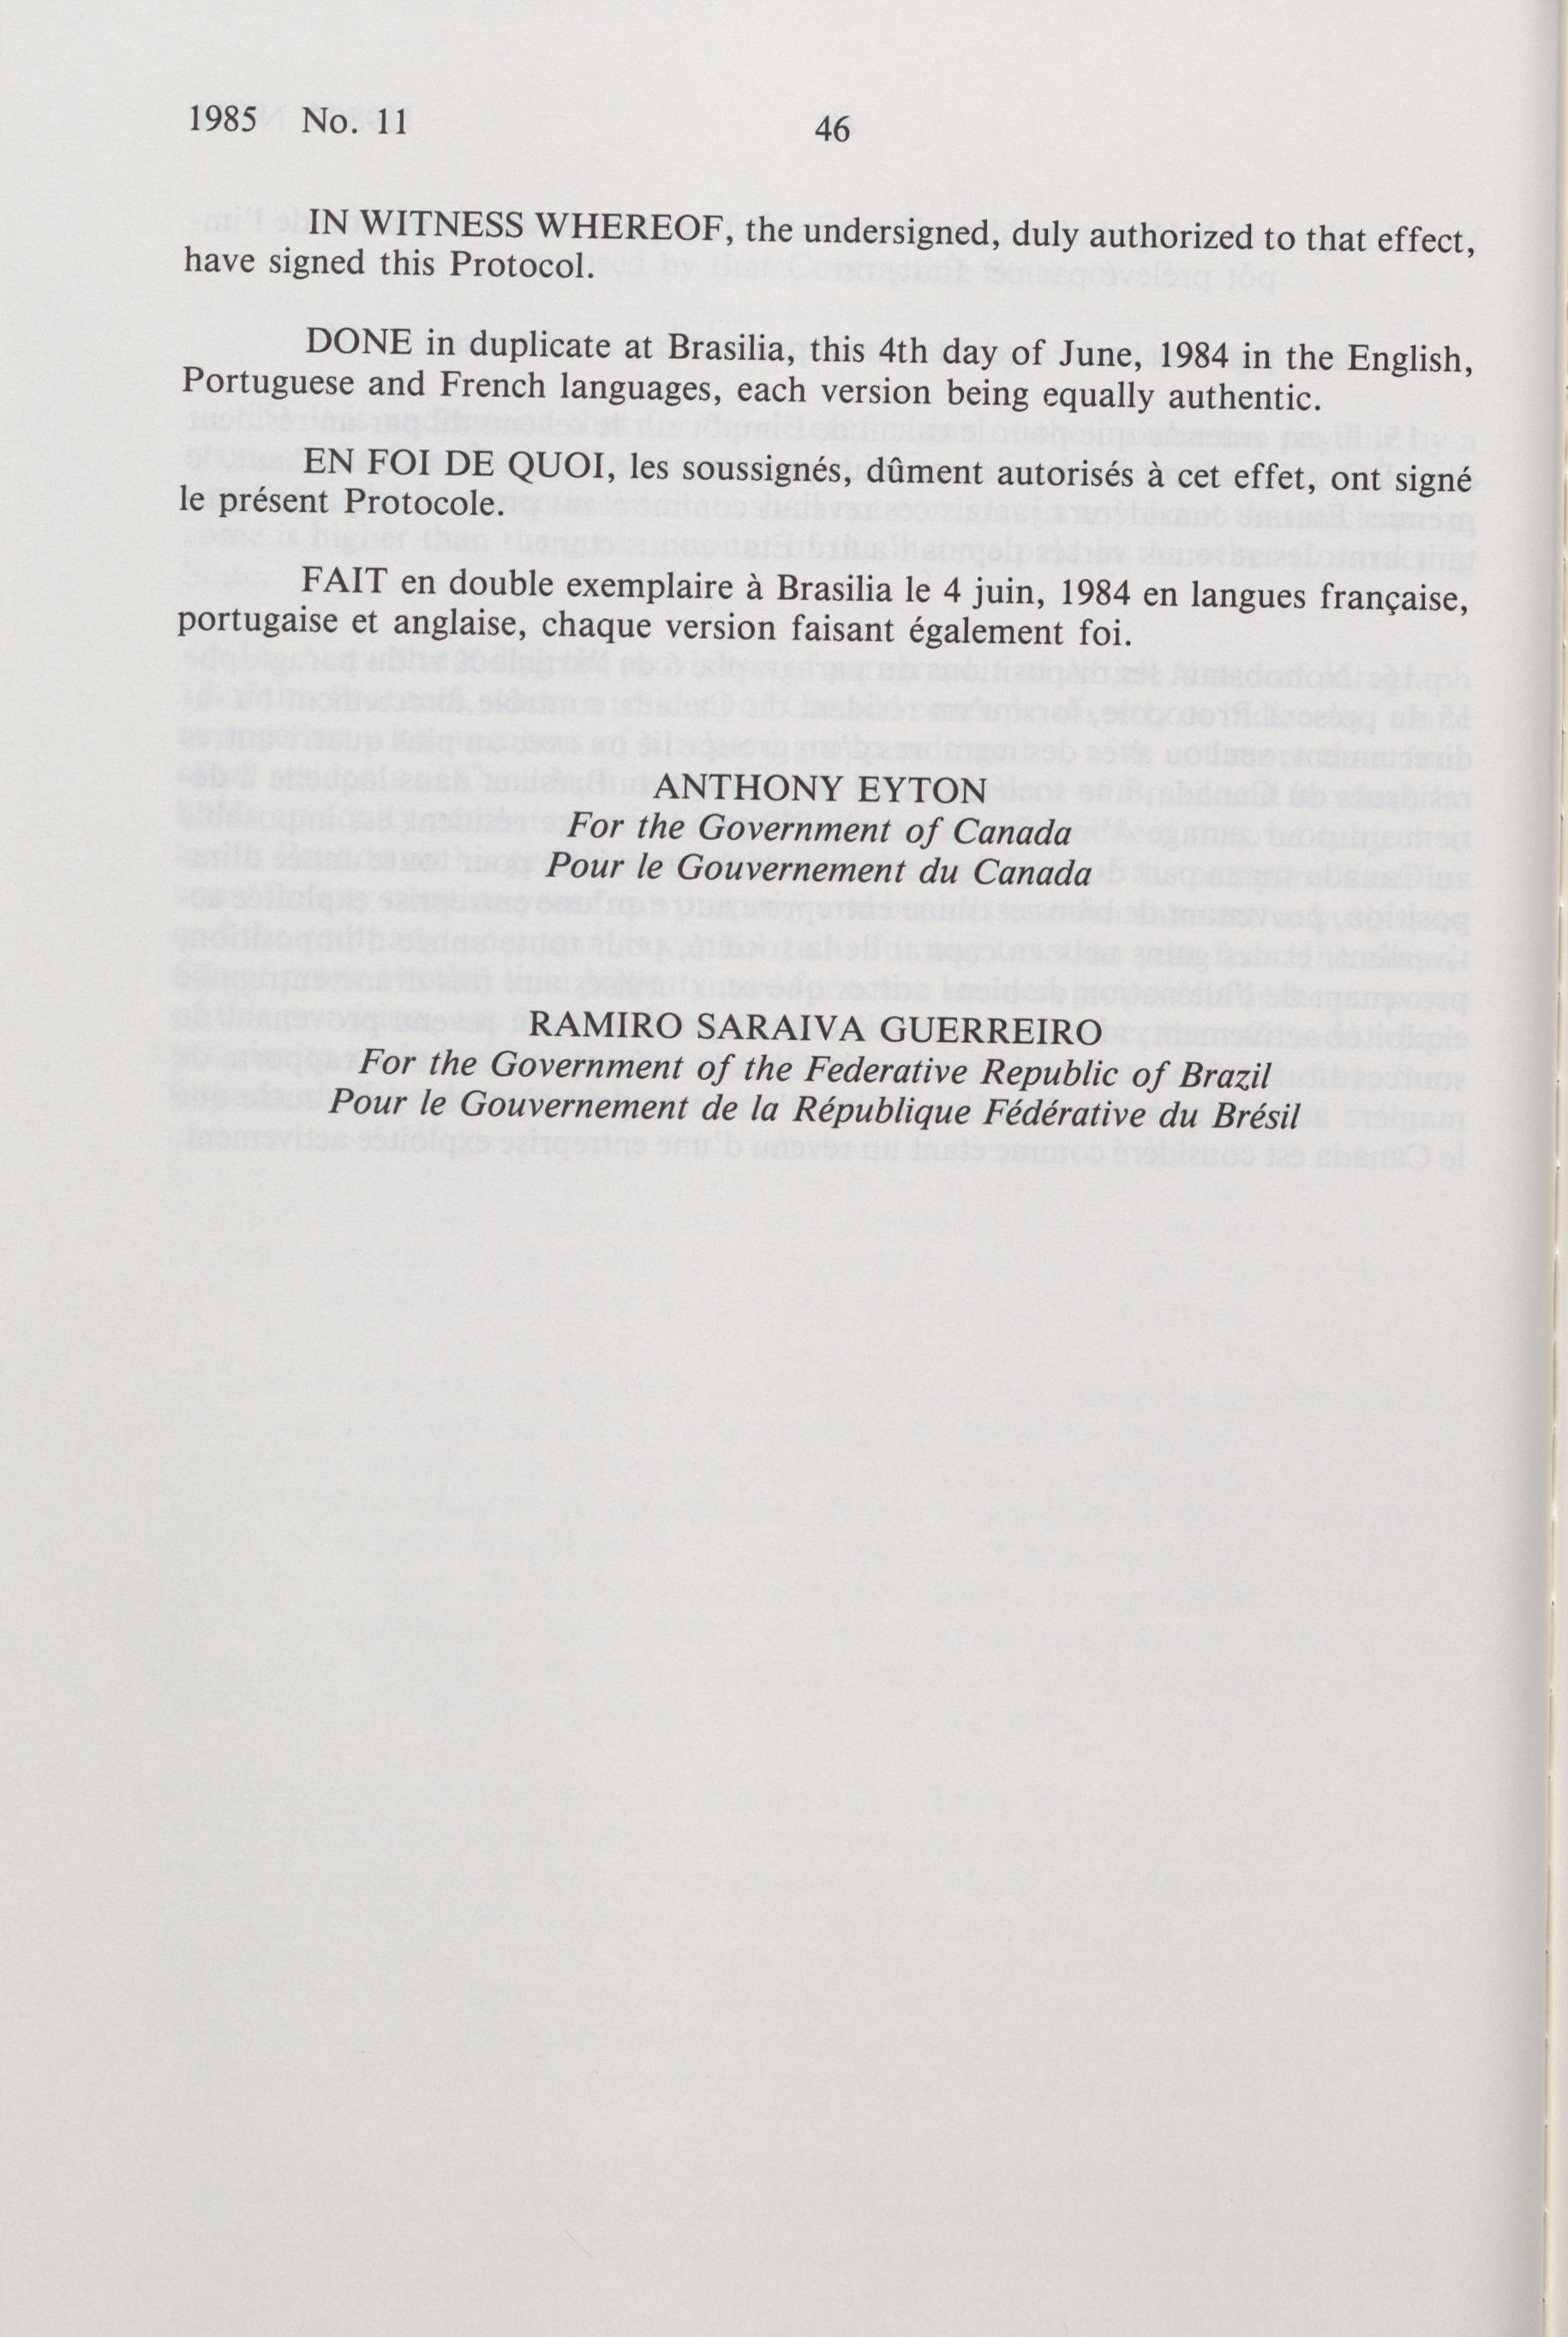 1985 No. 11
46
IN WITNESS WHEREOF, the undersigned, duly authorized to that effect,
have signed this Protocol.
DONE in duplicate at Brasilia, this 4th day of June, 1984 in the English,
Portuguese and French languages, each version being equally authentic.
EN FOI DE QUOI, les soussignés, dûment autorisés à cet effet, ont signé
le présent Protocole.
FAIT en double exemplaire à Brasilia le 4 juin, 1984 en langues française,
portugaise et anglaise, chaque version faisant également foi.
ANTHONY EYTON
For the Government of Canada
Pour le Gouvernement du Canada
RAMIRO SARAIVA GUERREIRO
For the Government of the Federative Republic of Brazil
Pour le Gouvernement de la République Fédérative du Brésil